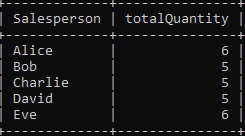 Salesperson | totalQuantity
Alice | 6
Bob | 5
Charlie | 5
David | 5
Eve | 6